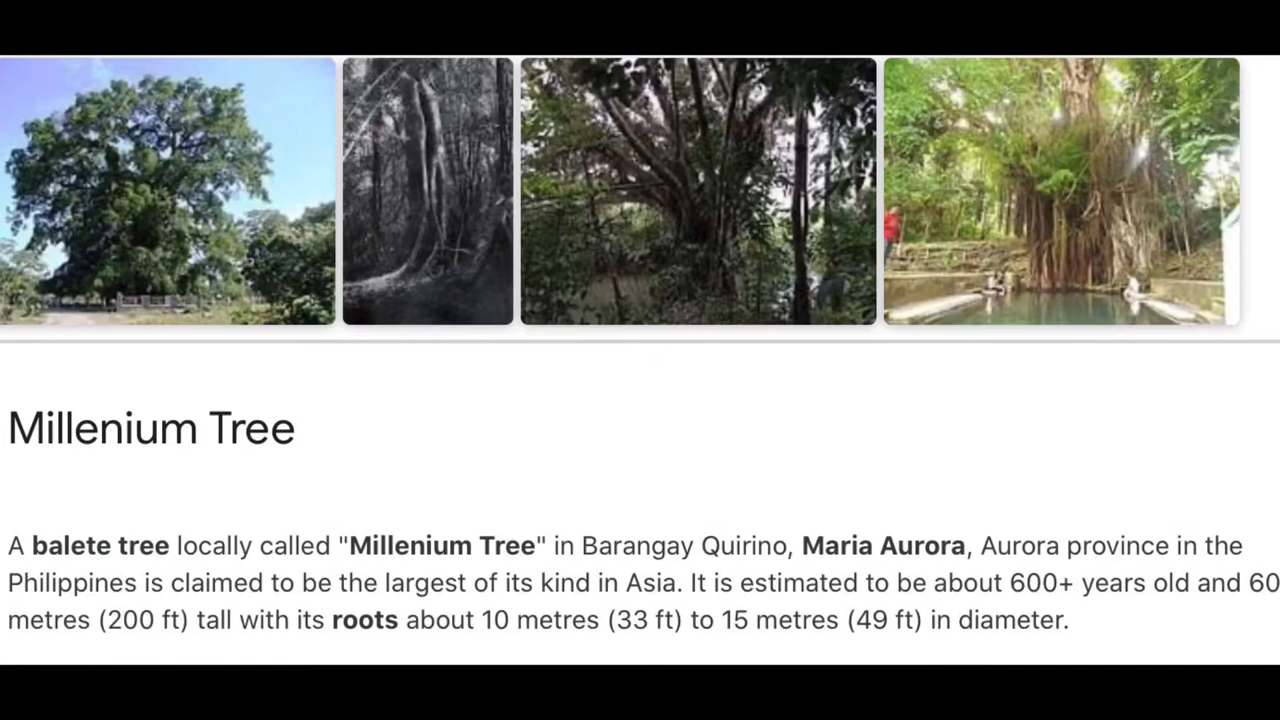 Millenium Tree
A balete tree locally called "Millenium Tree" in Barangay Quirino, Maria Aurora, Aurora province in the
Philippines is claimed to be the largest of its kind in Asia. It is estimated to be about 600+ years old and 60
metres (200 ft) tall with its roots about 10 metres (33 ft) to 15 metres (49 ft) in diameter.